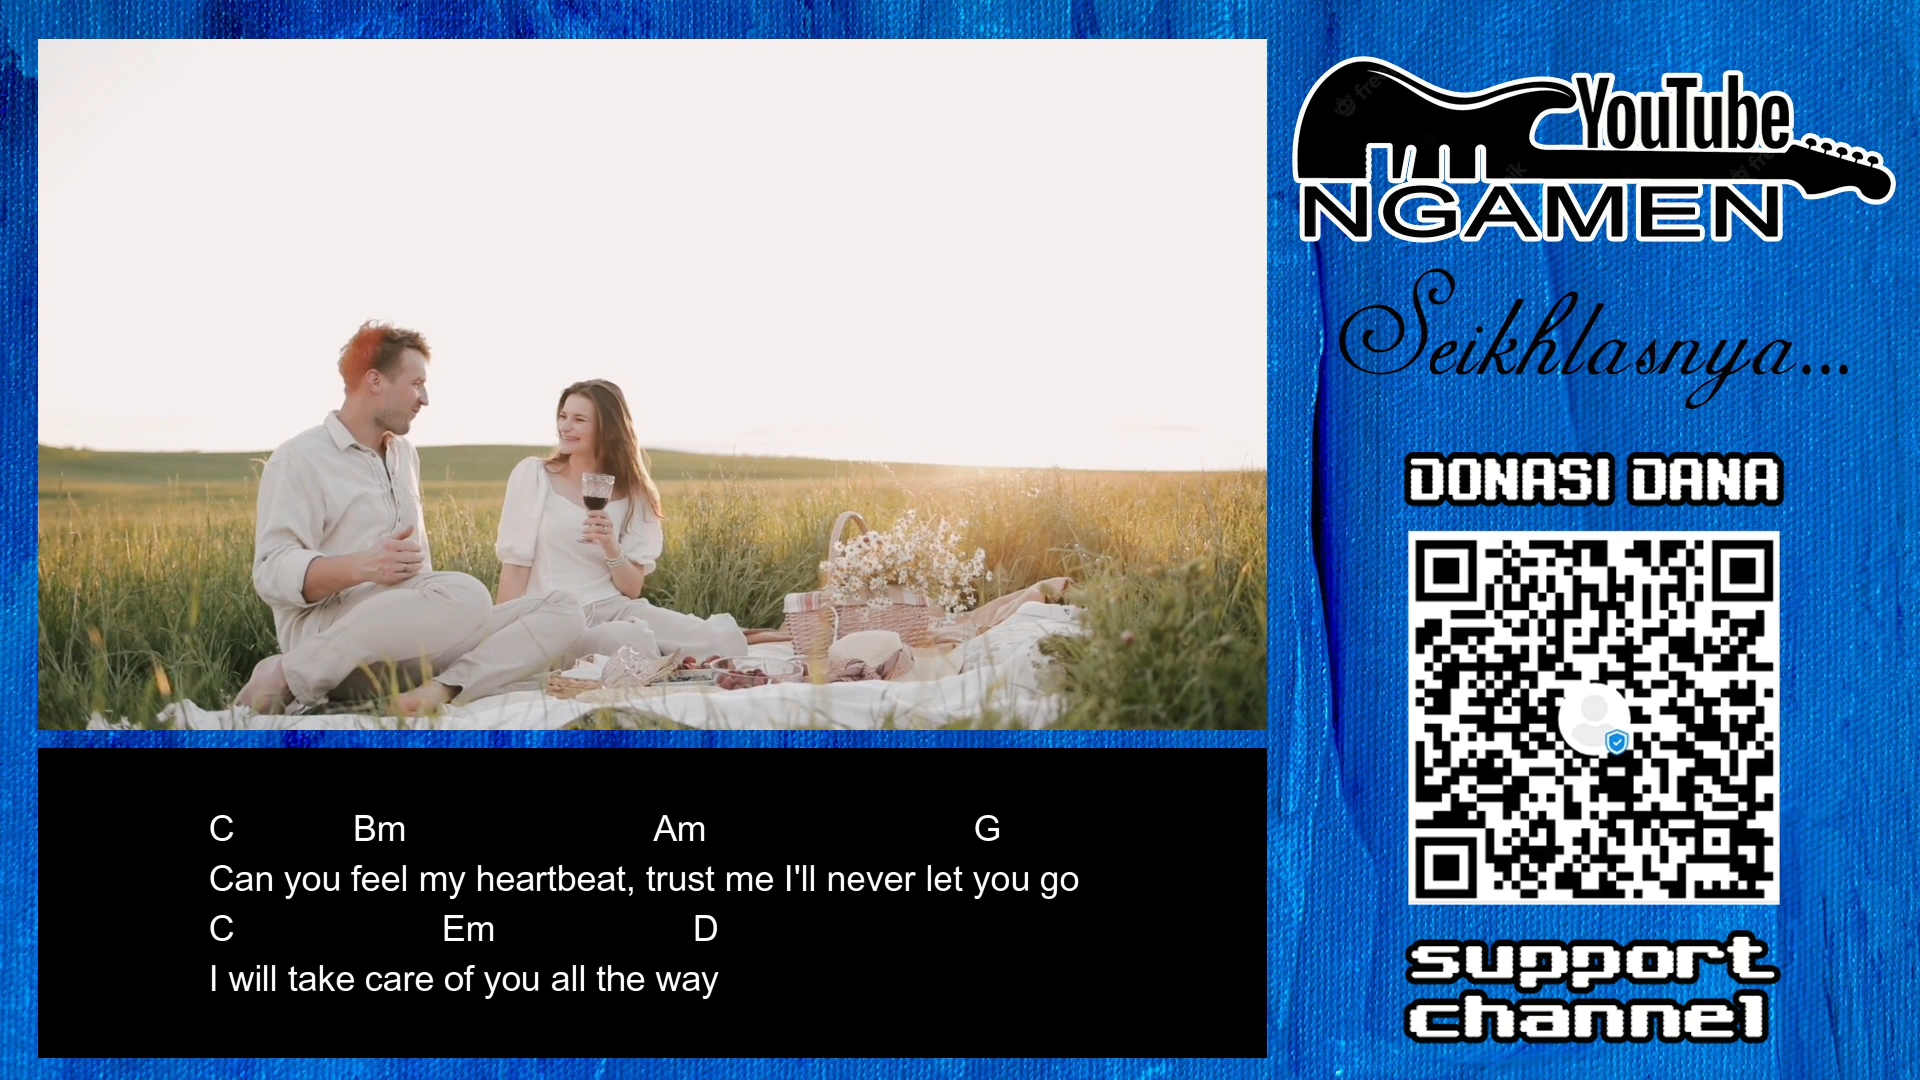 YouTube
NGAMEN
Seikhlasnya...
DONASI DANA
support
channel
C Bm Am G
Can you feel my heartbeat, trust me I'll never let you go
C Em D
I will take care of you all the way